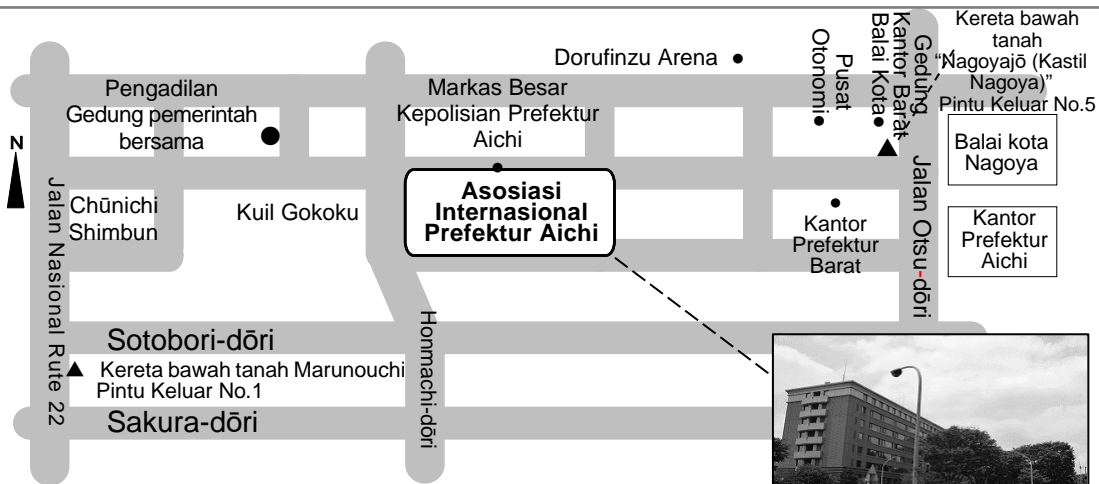 Kereta bawah
tanah
“Nagoyajō (Kastil
Nagoya)”
Pintu Keluar No.5
Gedung
Kantor Barat
Balai Kota
Pusat
Otonomi
Dorufinzu Arena
Pengadilan
Gedung pemerintah
bersama
Markas Besar
Kepolisian Prefektur
Aichi
N
Balai kota
Nagoya
Asosiasi
Internasional
Prefektur Aichi
Chūnichi
Shimbun
Kuil Gokoku
Kantor
Prefektur
Barat
Kantor
Prefektur
Aichi
Jalan Otsu-dōri
Jalan Nasional Rute 22
Honmachi-dōri
Sotobori-dōri
Kereta bawah tanah Marunouchi
Pintu Keluar No.1
Sakura-dōri